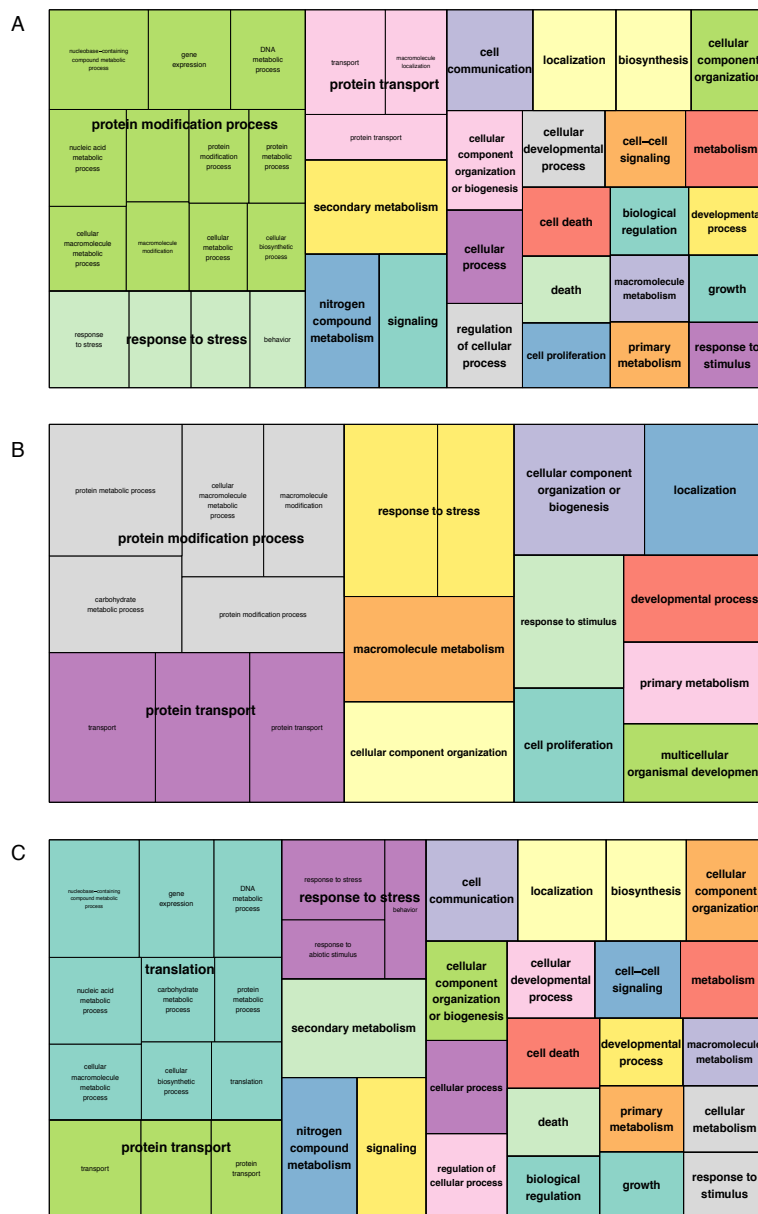 A
nucleobase−containing
compound metabolic
process
gene
expression
DNA
metabolic
process
protein modification process
nucleic acid
metabolic
process
protein
modification
process
protein
metabolic
process
cellular
macromolecule
metabolic
process
macromolecule
modification
cellular
metabolic
process
cellular
biosynthetic
process
response
to stress
response to stress
behavior
transport
macromolecule
localization
protein transport
protein transport
secondary metabolism
nitrogen
compound
metabolism
signaling
cell
communication
localization
biosynthesis
cellular
component
organization
cellular
component
organization
or biogenesis
cellular
developmental
process
cell−cell
signaling
metabolism
cellular
process
cell death
biological
regulation
developmental
process
death
macromolecule
metabolism
growth
regulation
of cellular
process
cell proliferation
primary
metabolism
response to
stimulus
B
protein metabolic process
cellular
macromolecule
metabolic
process
macromolecule
modification
protein modification process
carbohydrate
metabolic process
protein modification process
transport
protein transport
protein transport
response to stress
macromolecule metabolism
cellular component organization
cellular component
organization or
biogenesis
localization
response to stimulus
developmental process
primary metabolism
cell proliferation
multicellular
organismal development
C
nucleobase−containing
compound metabolic
process
gene
expression
DNA
metabolic
process
translation
nucleic acid
metabolic
process
carbohydrate
metabolic
process
protein
metabolic
process
cellular
macromolecule
metabolic
process
cellular
biosynthetic
process
translation
protein transport
transport
protein
transport
response to stress
response to stress
behavior
response to
abiotic stimulus
secondary metabolism
nitrogen
compound
metabolism
signaling
cell
communication
localization
biosynthesis
cellular
component
organization
cellular
component
organization
or biogenesis
cellular
developmental
process
cell−cell
signaling
metabolism
cellular process
cell death
developmental
process
macromolecule
metabolism
death
primary
metabolism
cellular
metabolism
regulation of
cellular process
biological
regulation
growth
response to
stimulus